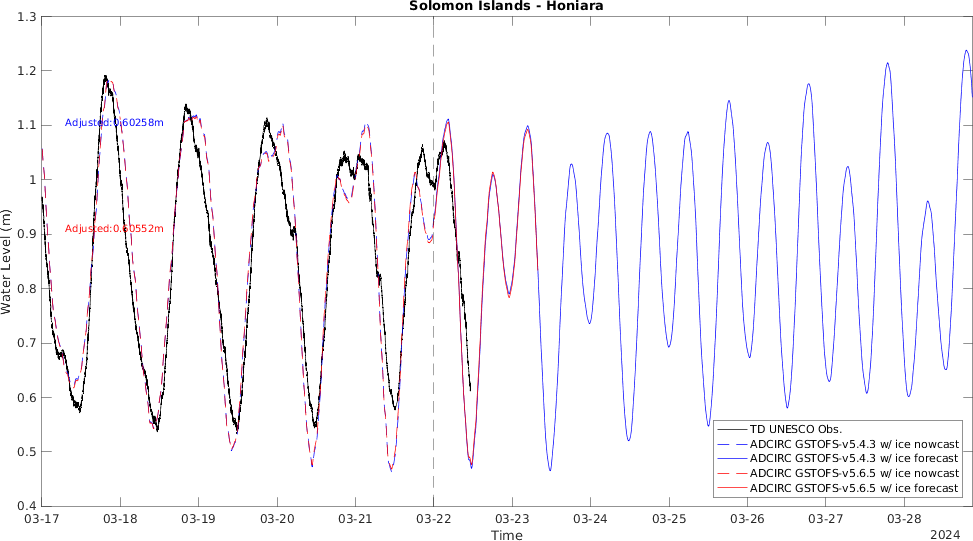 Solomon Islands - Honiara
1.3
1.2
1.1
1
0.9
0.8
0.7
0.6
0.5
0.4
Water Level (m)
Adjusted:0.60258m
Adjusted:0.60552m
TD UNESCO Obs.
ADCIRC GSTOFS-v5.4.3 w/ ice nowcast
ADCIRC GSTOFS-v5.4.3 w/ ice forecast
ADCIRC GSTOFS-v5.6.5 w/ ice nowcast
ADCIRC GSTOFS-v5.6.5 w/ ice forecast
03-17 03-18 03-19 03-20 03-21 03-22 03-23 03-24 03-25 03-26 03-27 03-28
Time
2024